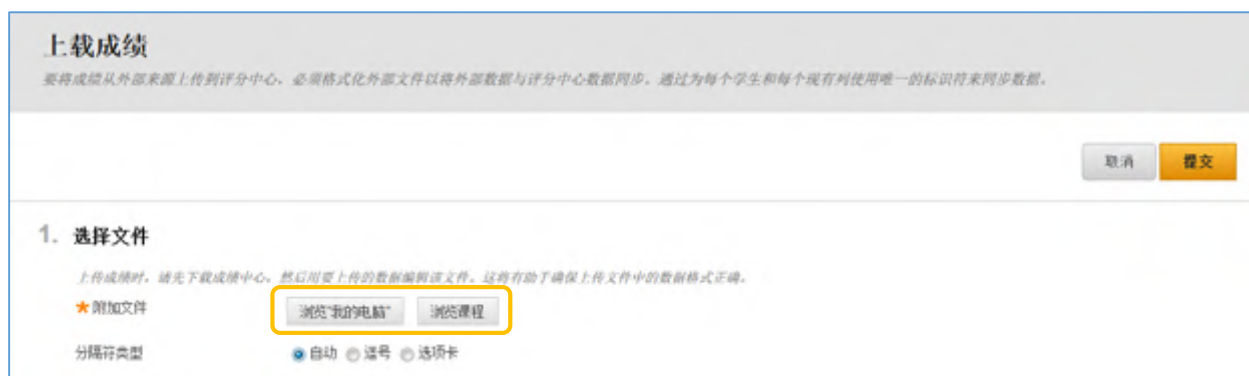 上载成绩
要将成绩从外部来源上传到评分中心，必须格式化外部文件以将外部数据与评分中心数据同步。通过为每个学生和每个现有列使用唯一的标识符来同步数据。
取消 提交
1. 选择文件
上传成绩时，请先下载成绩中心，然后用要上传的数据编辑该文件。这将有助于确保上传文件中的数据格式正确。
★附加文件 浏览"我的电脑" 浏览课程
分隔符类型 自动 逗号 选项卡